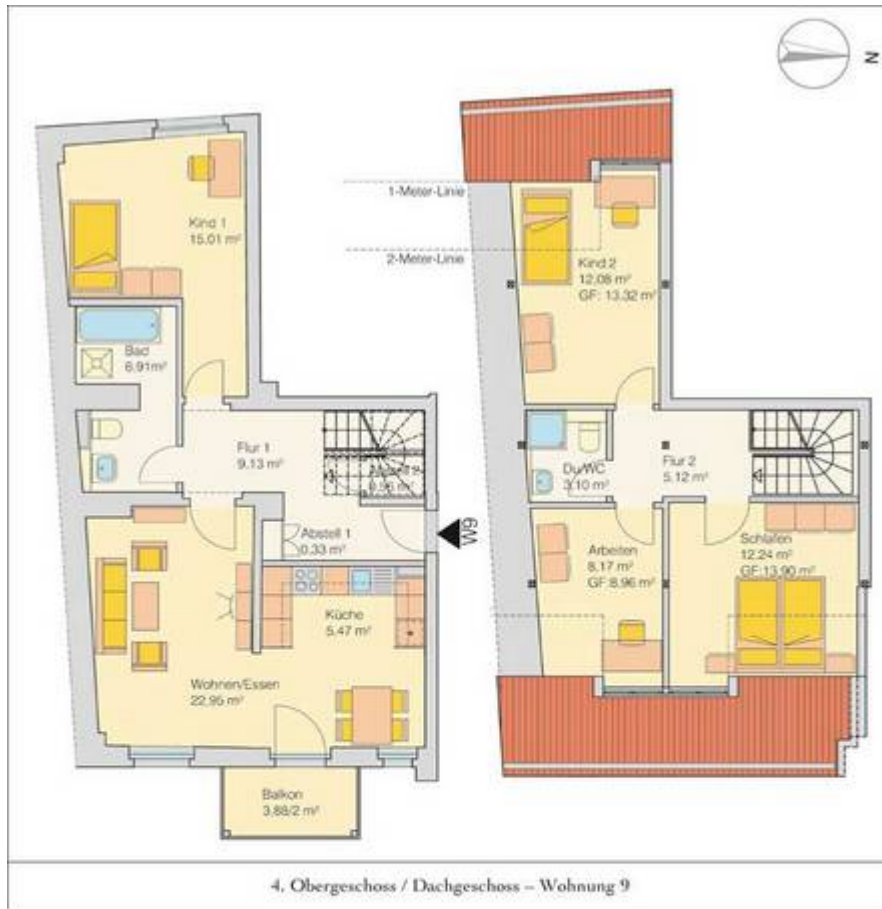 N
1-Meter-Linie
2-Meter-Linie
Kind 1
15.01 m²
Bad
6.91m²
Flur 1
9.13 m²
0.56 m²
Abstell 1
0.33 m²
W9
Küche
5.47 m²
Wohnen/Essen
22.95 m²
Balkon
3.88/2 m²
Kind 2
12.08 m²
GF: 13.32 m²
Du/WC
3.10 m²
Flur 2
5.12 m²
Arbeiten
8.17 m²
GF:8.96 m²
Schlafen
12.24 m²
GF:13.90 m²
4. Obergeschoss / Dachgeschoss – Wohnung 9